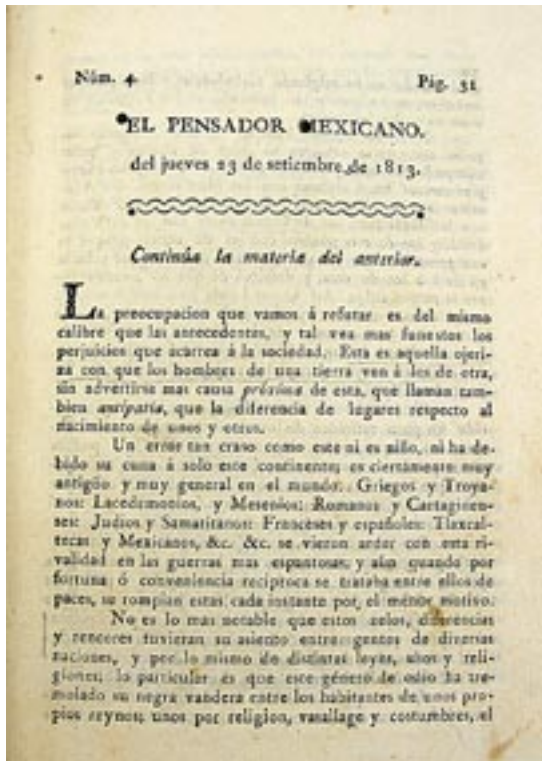 Núm. 4 Pág. 31
EL PENSADOR MEXICANO.
del jueves 23 de setiembre de 1813.
Continúa la materia del anterior.
La preocupacion que vamos á refutar es del mismo
calibre que las antecedentes, y tal vez mas funestos los
perjuicios que acarrea á la sociedad. Esta es aquella ojeri-
za con que los hombres de una tierra ven á los de otra,
sin advertirse mas causa próxîma de esta, que llaman tam-
bien antipatía, que la diferencia de lugares respecto al
nacimiento de unos y otros.
Un error tan craso como este ni es niño, ni ha de-
bido su cuna á solo este continente; es ciertamente muy
antigüo y muy general en el mundo. Griegos y Troya-
nos: Lacedemonios, y Mesenios: Romanos y Cartaginen-
ses: Judios y Samaritanos: Franceses y españoles: Tlaxcal-
tecas y Mexicanos, &c. &c. se vieron arder con esta ri-
validad en las guerras mas espantosas, y aún quando por
fortuna ó conveniencia recíproca se trataba entre ellos de
paces, se rompian estas cada instante por el menor motivo.
No es lo mas notable que estos zelos, diferencias
y rencores tuvieran su asiento entre gentes de diversas
naciones, y por lo mismo de distintas leyes, usos y reli-
giones; lo particular es que este género de odio ha tre-
molado su negra vandera entre los habitantes de unos pro-
pios reynos; unos por religion, vasallage y costumbres, el